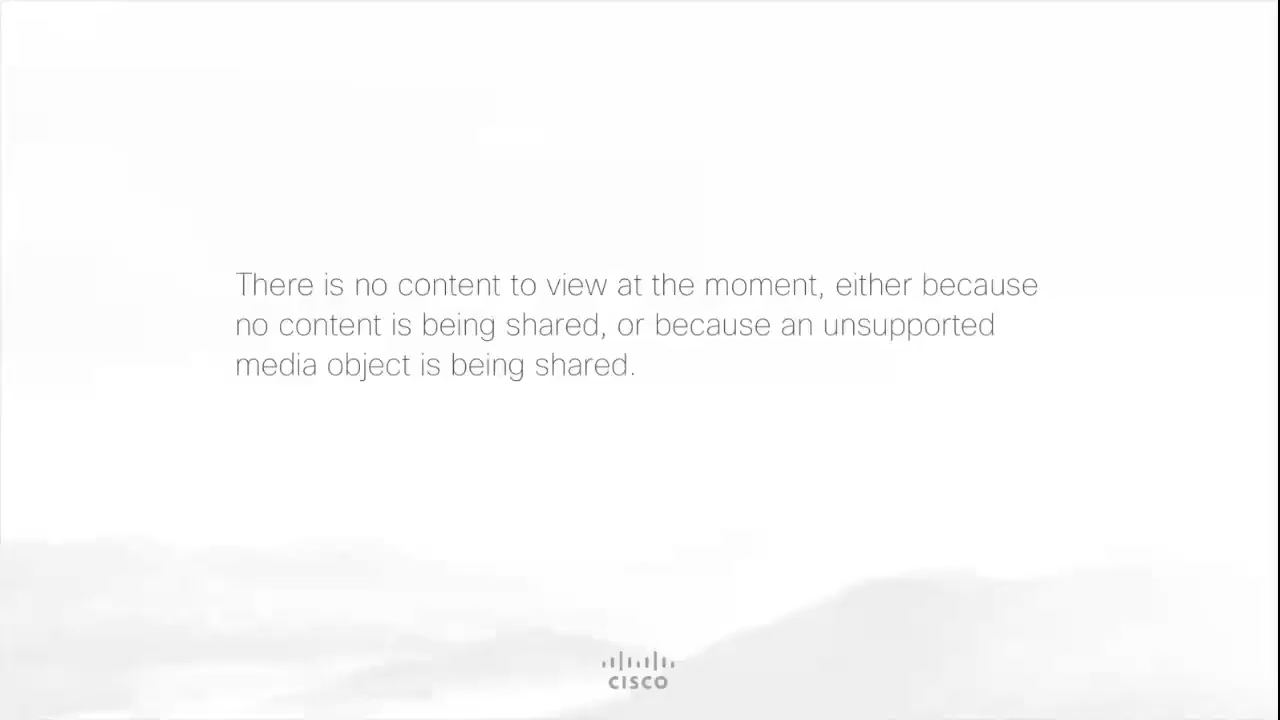 There is no content to view at the moment, either because
no content is being shared, or because an unsupported
media object is being shared.
CISCO